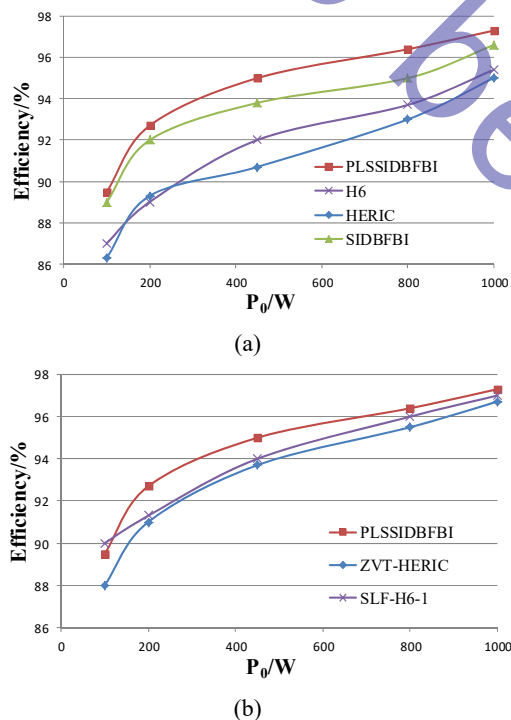 98
96
94
92
90
88
86
Efficiency/%
PLSSIDBFBI
H6
HERIC
SIDBFBI
0 200 400 600 800 1000
P₀/W
(a)
98
96
94
92
90
88
86
Efficiency/%
PLSSIDBFBI
ZVT-HERIC
SLF-H6-1
0 200 400 600 800 1000
P₀/W
(b)